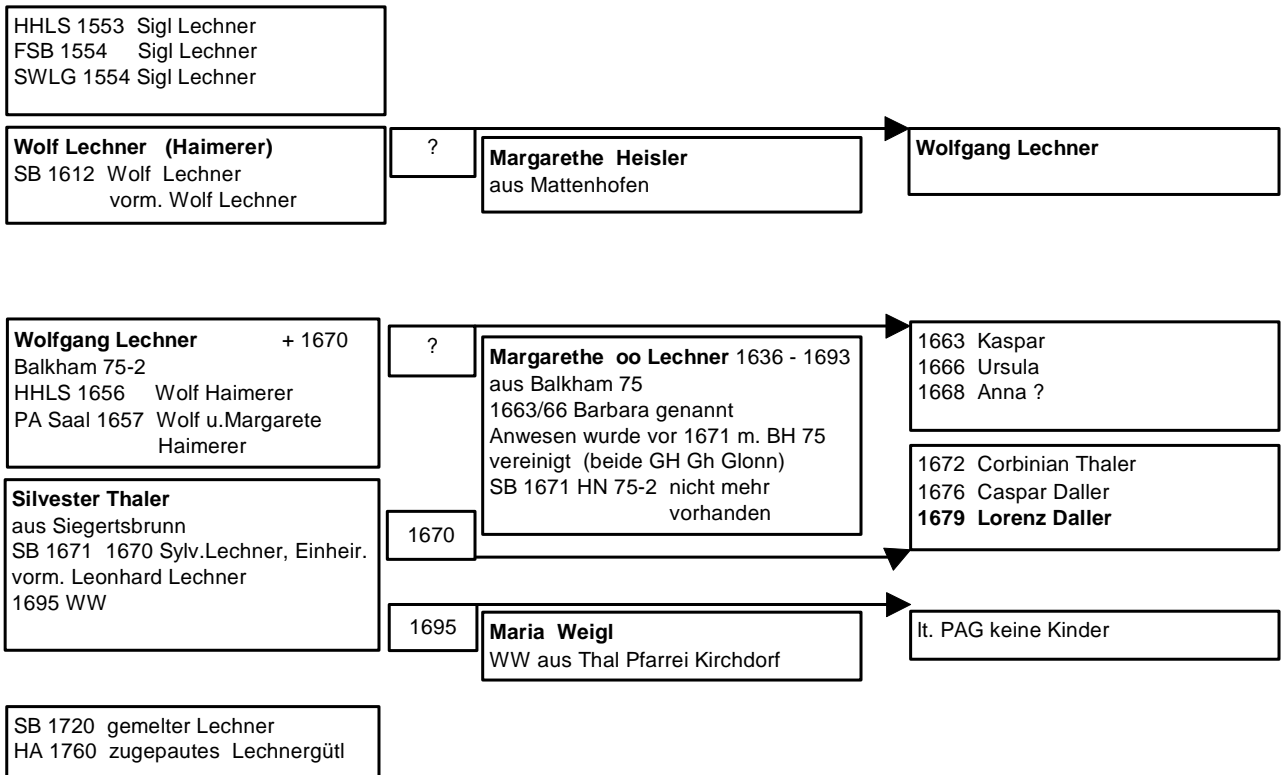 HHLS 1553 Sigl Lechner
FSB 1554 Sigl Lechner
SWLG 1554 Sigl Lechner
Wolf Lechner (Haimerer)
SB 1612 Wolf Lechner
vorm. Wolf Lechner
?
Margarethe Heisler
aus Mattenhofen
Wolfgang Lechner
Wolfgang Lechner + 1670
Balkham 75-2
HHLS 1656 Wolf Haimerer
PA Saal 1657 Wolf u.Margarete
Haimerer
?
Margarethe oo Lechner 1636 - 1693
aus Balkham 75
1663/66 Barbara genannt
Anwesen wurde vor 1671 m. BH 75
vereinigt (beide GH Gh Glonn)
SB 1671 HN 75-2 nicht mehr
vorhanden
1663 Kaspar
1666 Ursula
1668 Anna ?
Silvester Thaler
aus Siegertsbrunn
SB 1671 1670 Sylv.Lechner, Einheir.
vorm. Leonhard Lechner
1695 WW
1670
1672 Corbinian Thaler
1676 Caspar Daller
1679 Lorenz Daller
1695
Maria Weigl
WW aus Thal Pfarrei Kirchdorf
lt. PAG keine Kinder
SB 1720 gemelter Lechner
HA 1760 zugepautes Lechnergütl